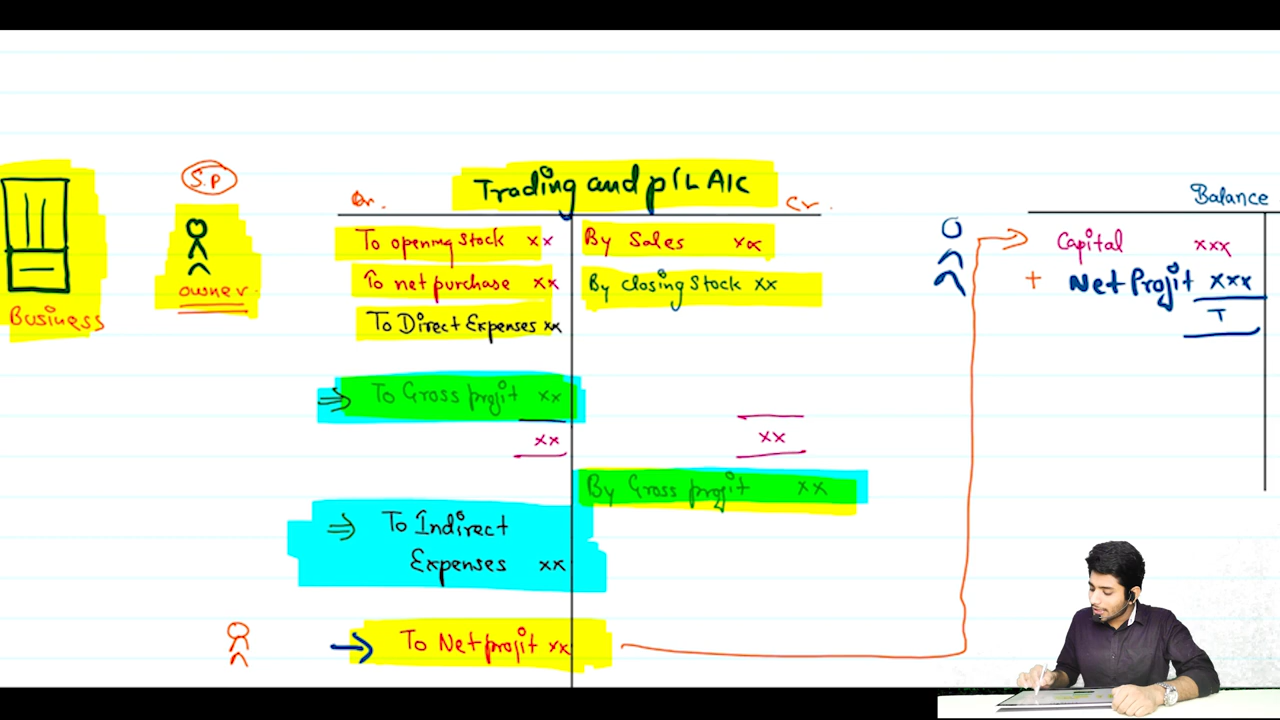 S.P
owner
Business
Trading and P/L A/c
Dr.
Cr.
To opening stock xx
By Sales xx
To net purchase xx
By closing stock xx
To Direct Expenses xx
To Gross profit xx
xx
xx
By Gross profit xx
To Indirect
Expenses xx
To Net profit xx
Balance
Capital xxx
+ Net Profit xxx
T